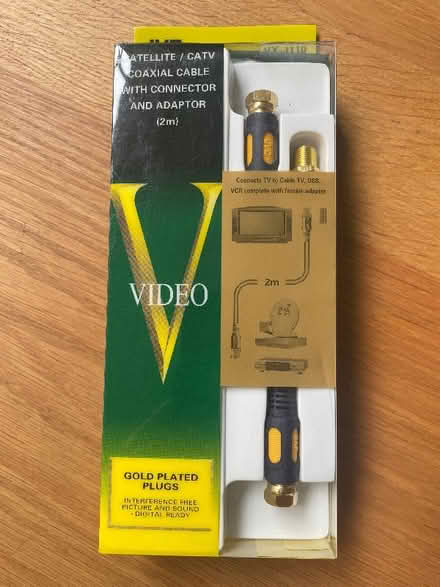 SATELLITE / CATV
COAXIAL CABLE
WITH CONNECTOR
AND ADAPTOR
(2m)
Connects TV to Cable TV, DSS,
VCR complete with female adaptor
2m
VIDEO
GOLD PLATED
PLUGS
INTERFERENCE FREE
PICTURE AND SOUND
- DIGITAL READY